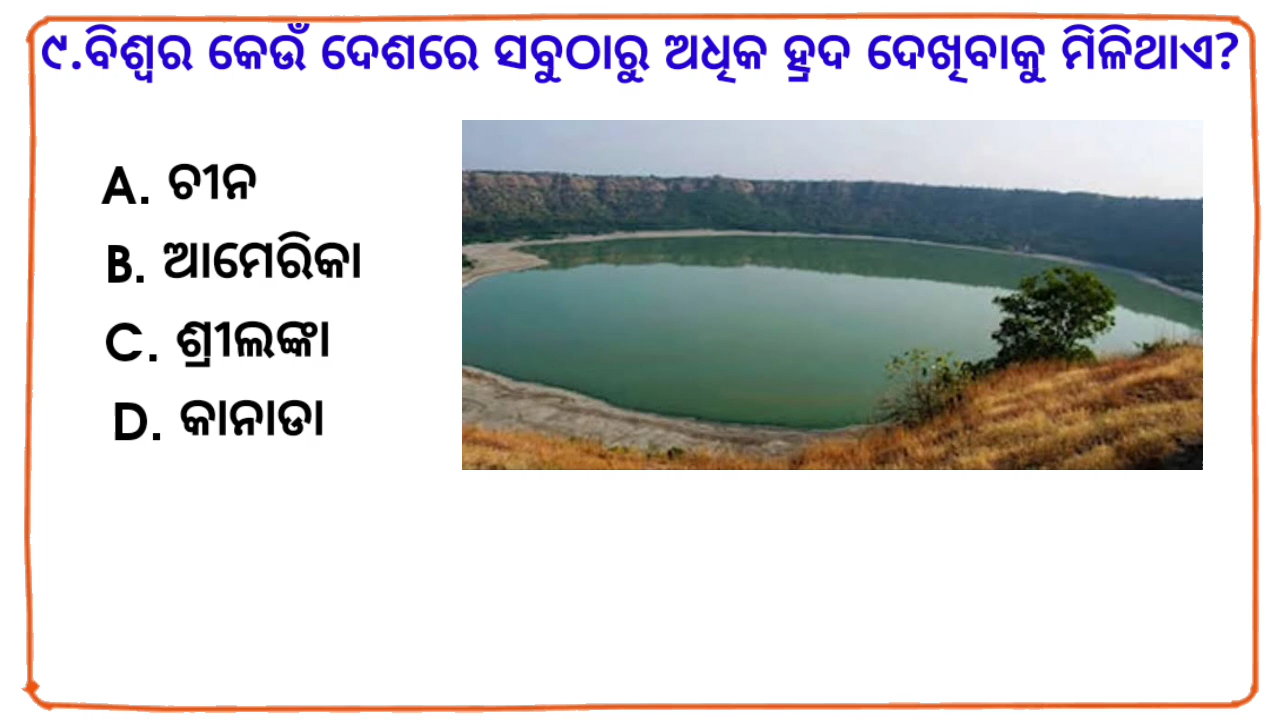 ୯.ବିଶ୍ୱର କେଉଁ ଦେଶରେ ସବୁଠାରୁ ଅଧିକ ହ୍ରଦ ଦେଖିବାକୁ ମିଳିଥାଏ?
A. ଚୀନ
B. ଆମେରିକା
C. ଶ୍ରୀଲଙ୍କା
D. କାନାଡା